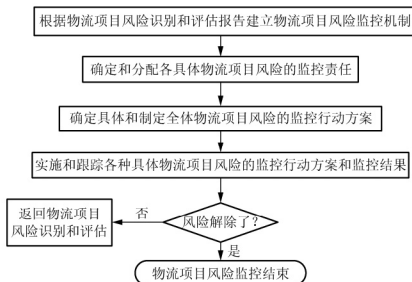 根据物流项目风险识别和评估报告建立物流项目风险监控机制
确定和分配各具体物流项目风险的监控责任
确定具体和制定全体物流项目风险的监控行动方案
实施和跟踪各种具体物流项目风险的监控行动方案和监控结果
返回物流项目
风险识别和评估
否
风险解除了？
是
物流项目风险监控结束